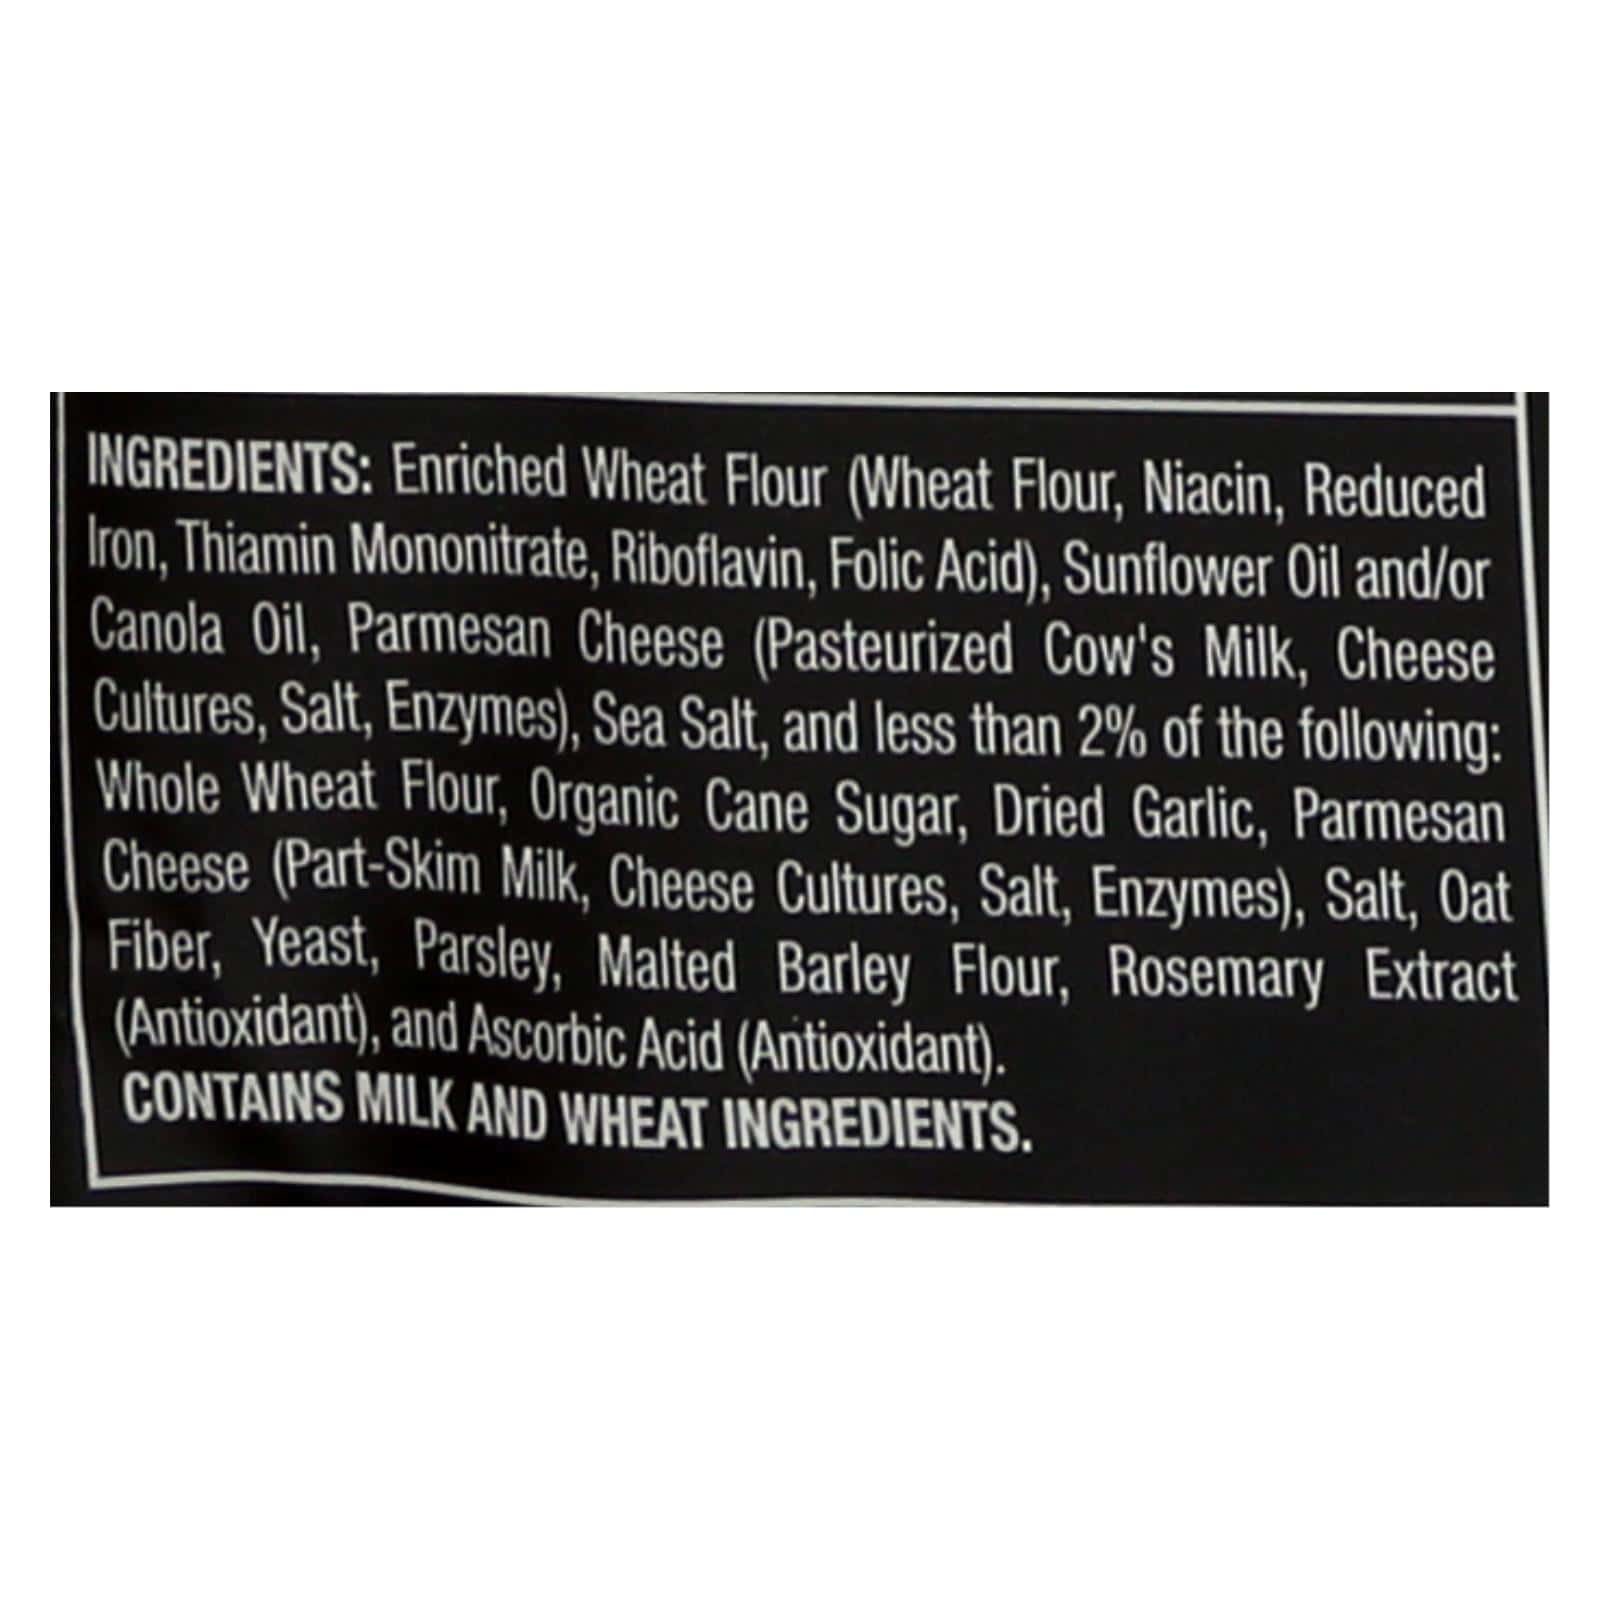 INGREDIENTS: Enriched Wheat Flour (Wheat Flour, Niacin, Reduced
Iron, Thiamin Mononitrate, Riboflavin, Folic Acid), Sunflower Oil and/or
Canola Oil, Parmesan Cheese (Pasteurized Cow's Milk, Cheese
Cultures, Salt, Enzymes), Sea Salt, and less than 2% of the following:
Whole Wheat Flour, Organic Cane Sugar, Dried Garlic, Parmesan
Cheese (Part-Skim Milk, Cheese Cultures, Salt, Enzymes), Salt, Oat
Fiber, Yeast, Parsley, Malted Barley Flour, Rosemary Extract
(Antioxidant), and Ascorbic Acid (Antioxidant).
CONTAINS MILK AND WHEAT INGREDIENTS.